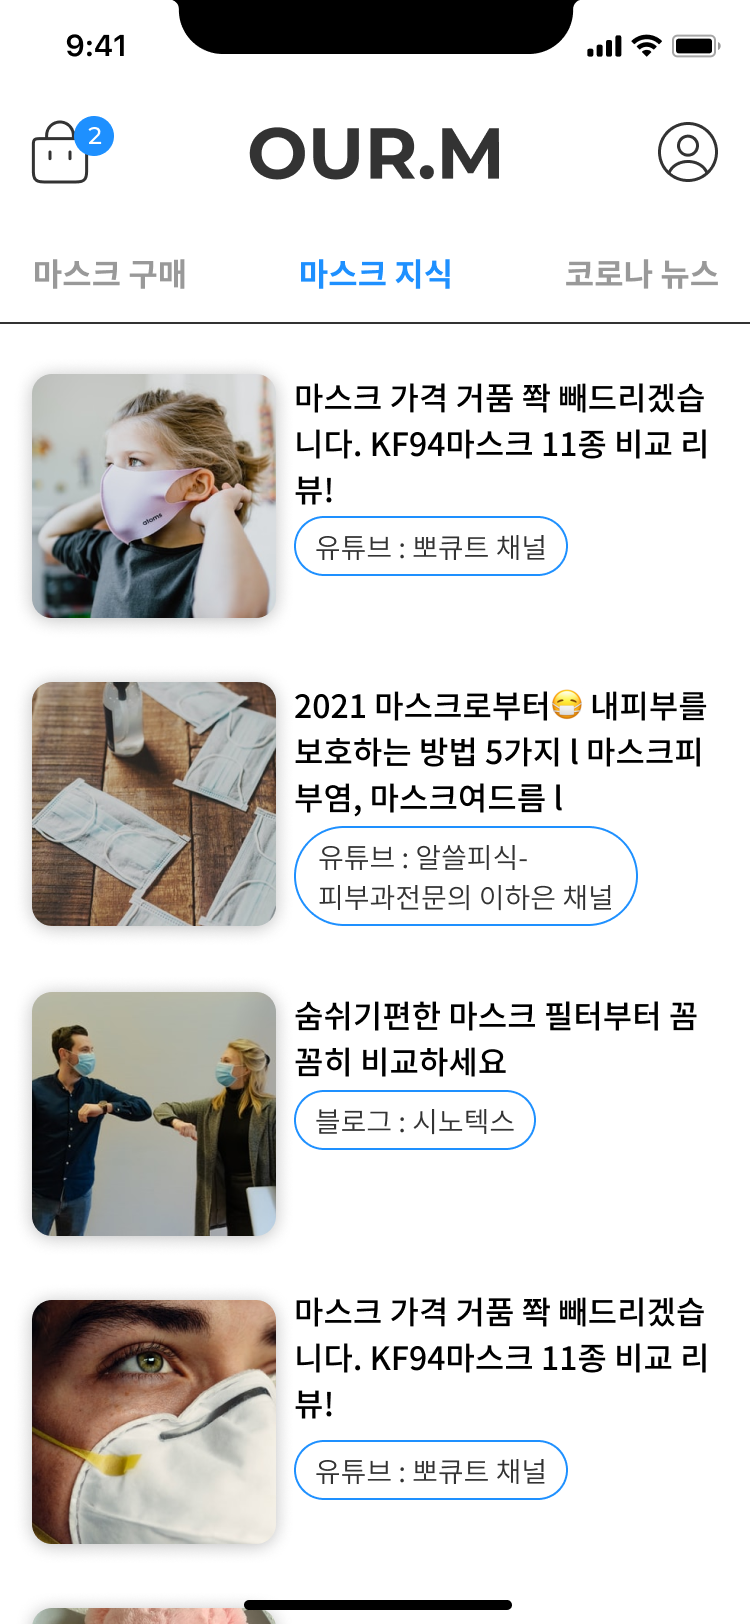 9:41
2
OUR.M
마스크 구매
마스크 지식
코로나 뉴스
마스크 가격 거품 쫙 빼드리겠습
니다. KF94마스크 11종 비교 리
뷰!
유튜브 : 뽀큐트 채널
atoms
2021 마스크로부터😷 내피부를
보호하는 방법 5가지 l 마스크피
부염, 마스크여드름 l
유튜브 : 알쓸피식-
피부과전문의 이하은 채널
숨쉬기편한 마스크 필터부터 꼼
꼼히 비교하세요
블로그 : 시노텍스
마스크 가격 거품 쫙 빼드리겠습
니다. KF94마스크 11종 비교 리
뷰!
유튜브 : 뽀큐트 채널